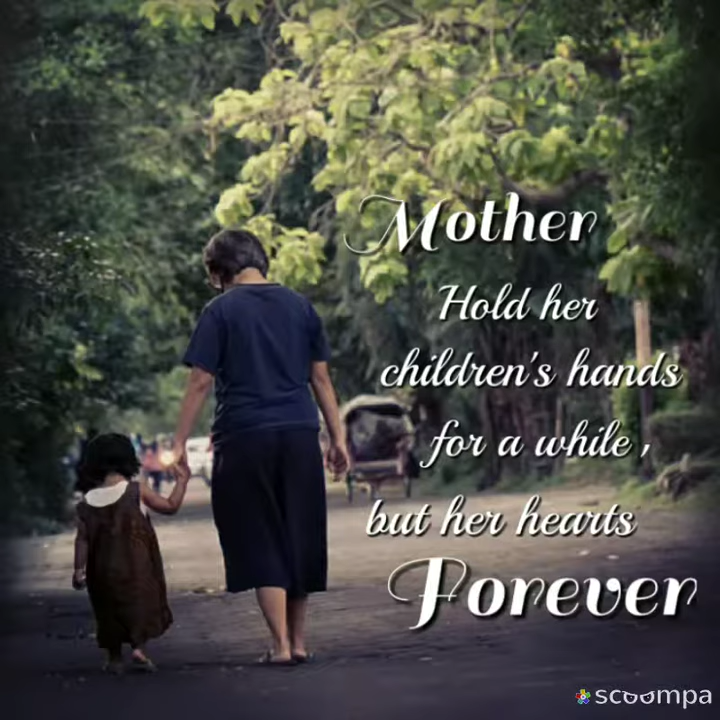 Mother
Hold her
children's hands
for a while ,
but her hearts
Forever
scoompa